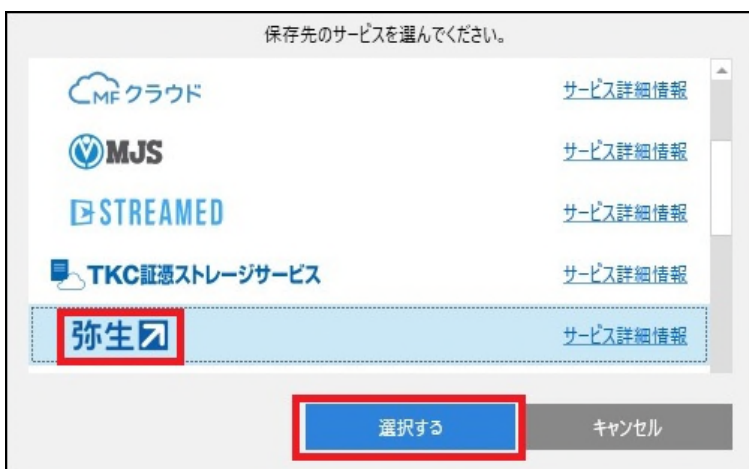 保存先のサービスを選んでください。
MFクラウド サービス詳細情報
MJS サービス詳細情報
STREAMED サービス詳細情報
TKC証憑ストレージサービス サービス詳細情報
弥生 サービス詳細情報
選択する キャンセル